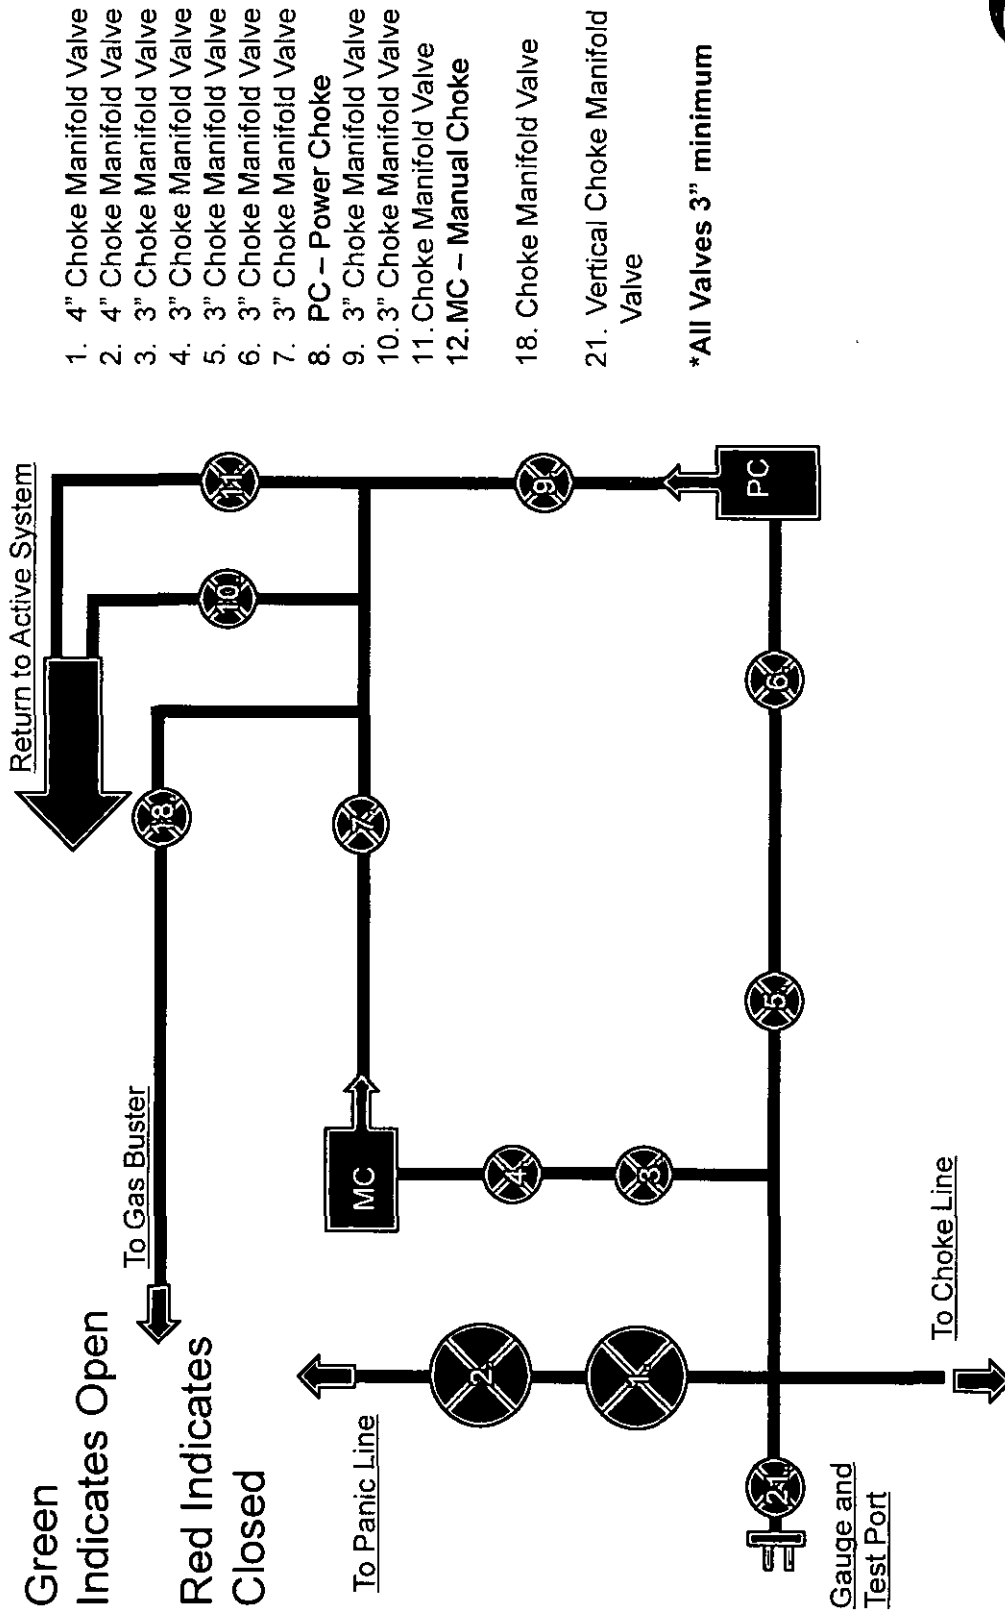 Green
Indicates Open
Red Indicates
Closed
To Gas Buster
Return to Active System
To Panic Line
To Choke Line
Gauge and
Test Port
MC
PC
1.
2.
3.
4.
5.
6.
7.
9.
10.
11.
18.
21.
1. 4" Choke Manifold Valve
2. 4" Choke Manifold Valve
3. 3" Choke Manifold Valve
4. 3" Choke Manifold Valve
5. 3" Choke Manifold Valve
6. 3" Choke Manifold Valve
7. 3" Choke Manifold Valve
8. PC – Power Choke
9. 3" Choke Manifold Valve
10. 3" Choke Manifold Valve
11. Choke Manifold Valve
12. MC – Manual Choke
18. Choke Manifold Valve
21. Vertical Choke Manifold
Valve
*All Valves 3" minimum